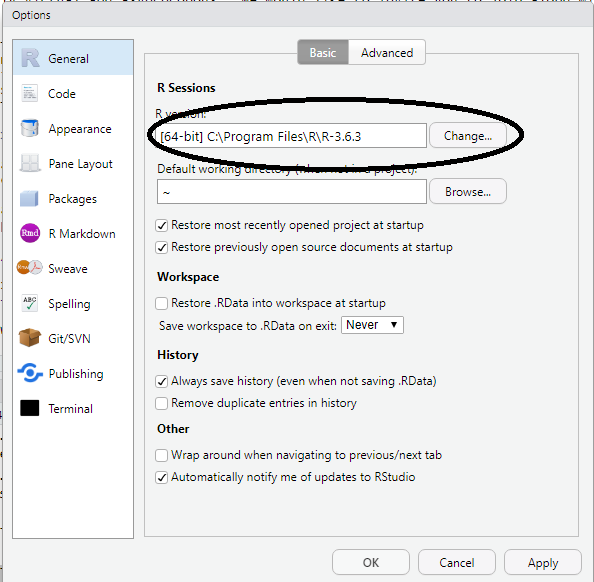 Options
General
Code
Appearance
Pane Layout
Packages
Rmd R Markdown
Sweave
ABC Spelling
Git/SVN
Publishing
Terminal
Basic Advanced
R Sessions
R version:
[64-bit] C:\Program Files\R\R-3.6.3 Change...
Default working directory (when not in a project):
~ Browse...
Restore most recently opened project at startup
Restore previously open source documents at startup
Workspace
Restore .RData into workspace at startup
Save workspace to .RData on exit: Never
History
Always save history (even when not saving .RData)
Remove duplicate entries in history
Other
Wrap around when navigating to previous/next tab
Automatically notify me of updates to RStudio
OK Cancel Apply